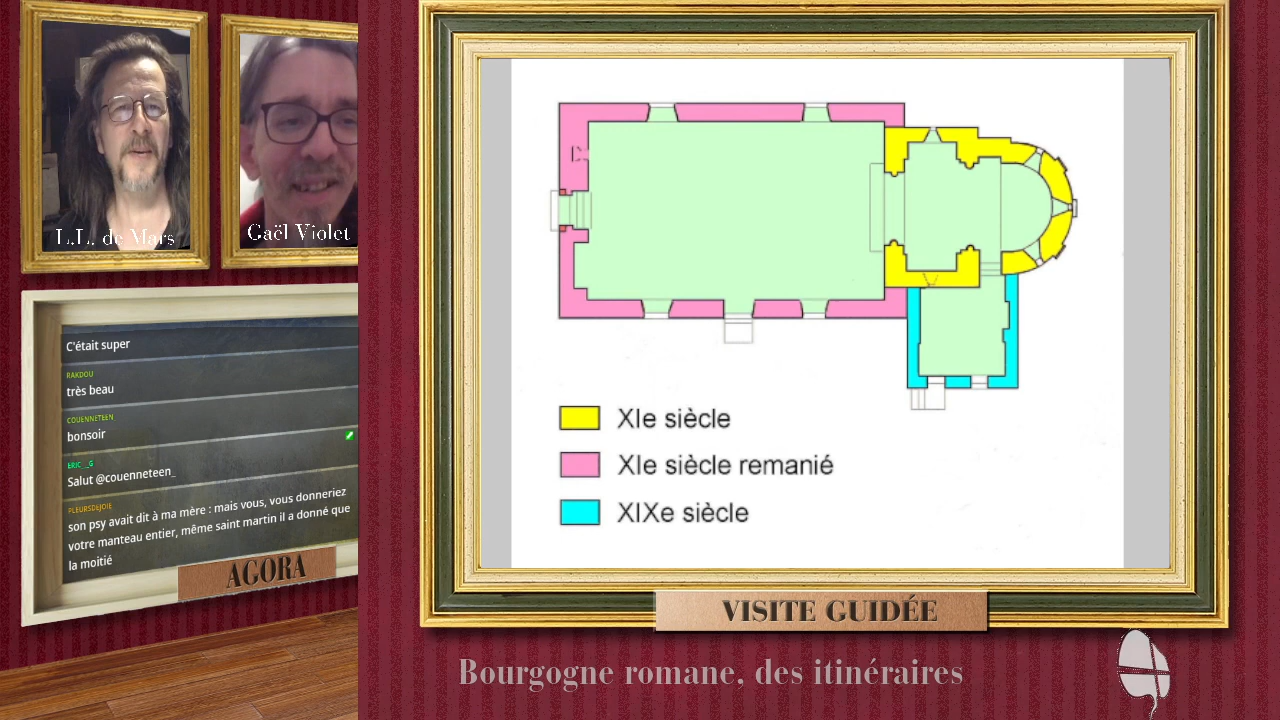 L.L. de Mars
Gaël Violet
C'était super
RAKDOU
très beau
COUENNETEEN_
bonsoir
ERIC__G
Salut @couenneteen_
PLEURSDEJOIE
son psy avait dit à ma mère : mais vous, vous donneriez
votre manteau entier, même saint martin il a donné que
la moitié
AGORA
XIe siècle
XIe siècle remanié
XIXe siècle
VISITE GUIDÉE
Bourgogne romane, des itinéraires